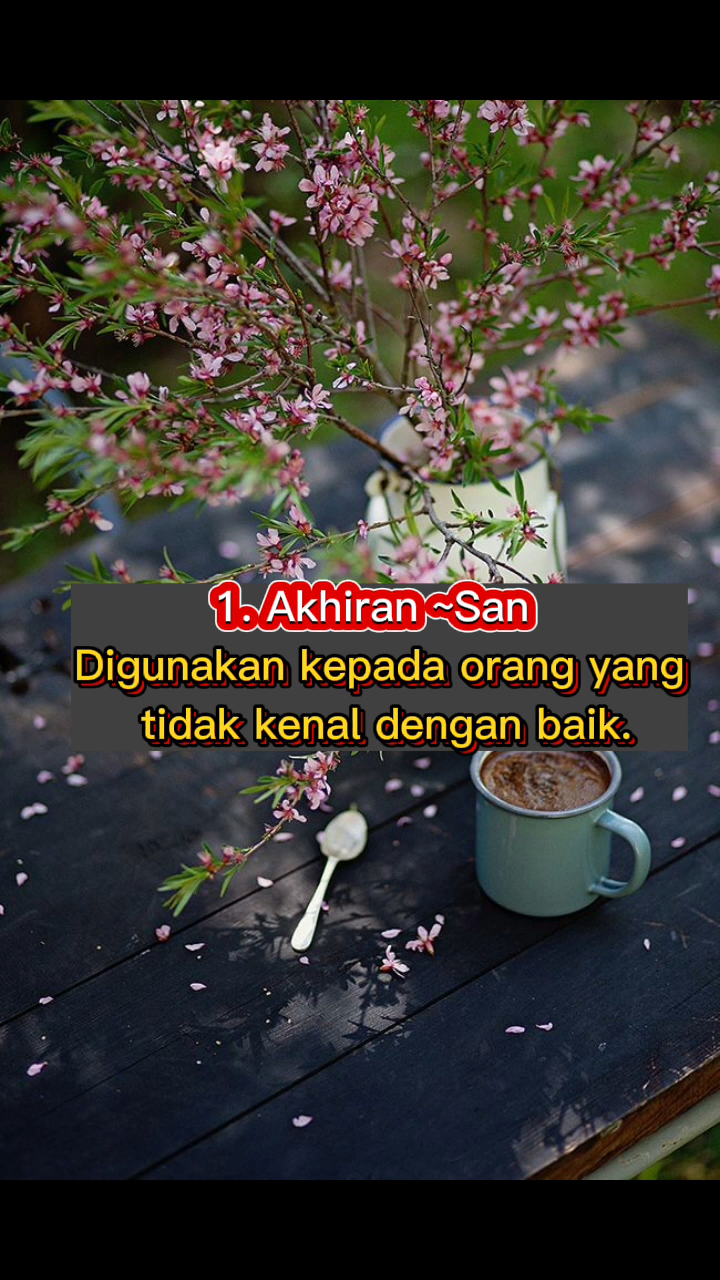 1. Akhiran ~San
Digunakan kepada orang yang
tidak kenal dengan baik.